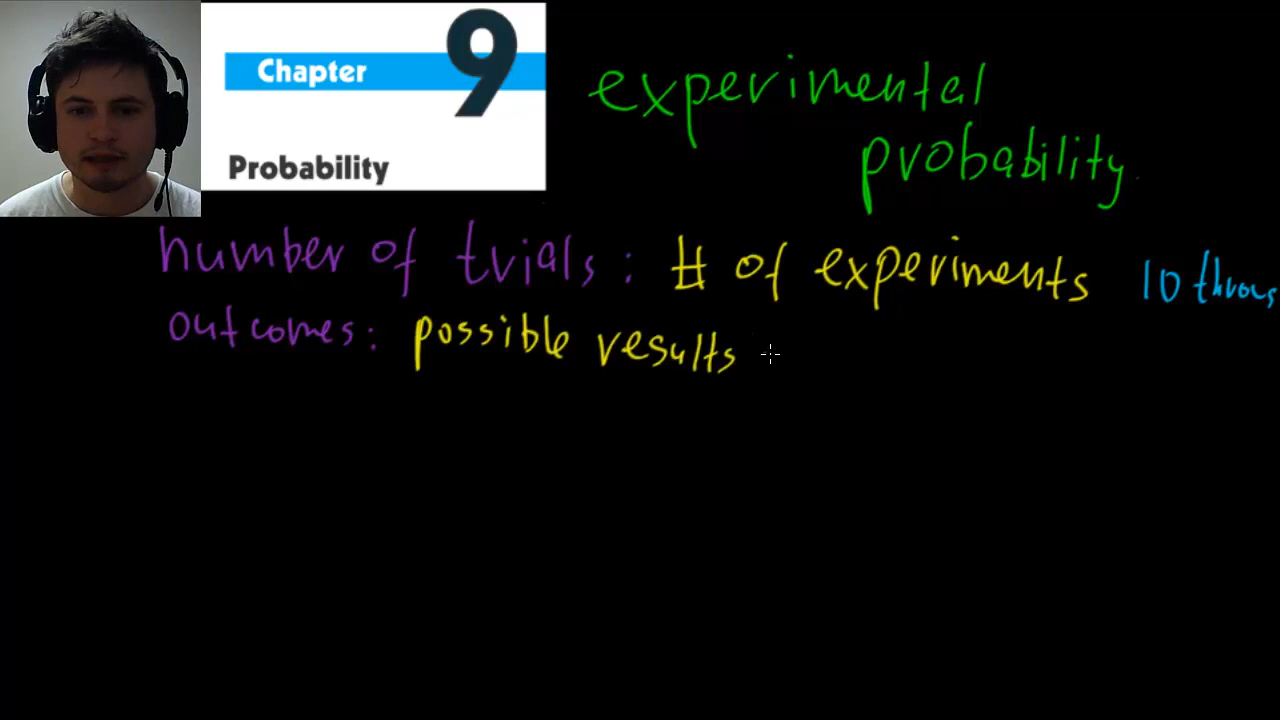 Chapter 9
Probability
experimental
probability
number of trials: # of experiments 10 throws
outcomes: possible results